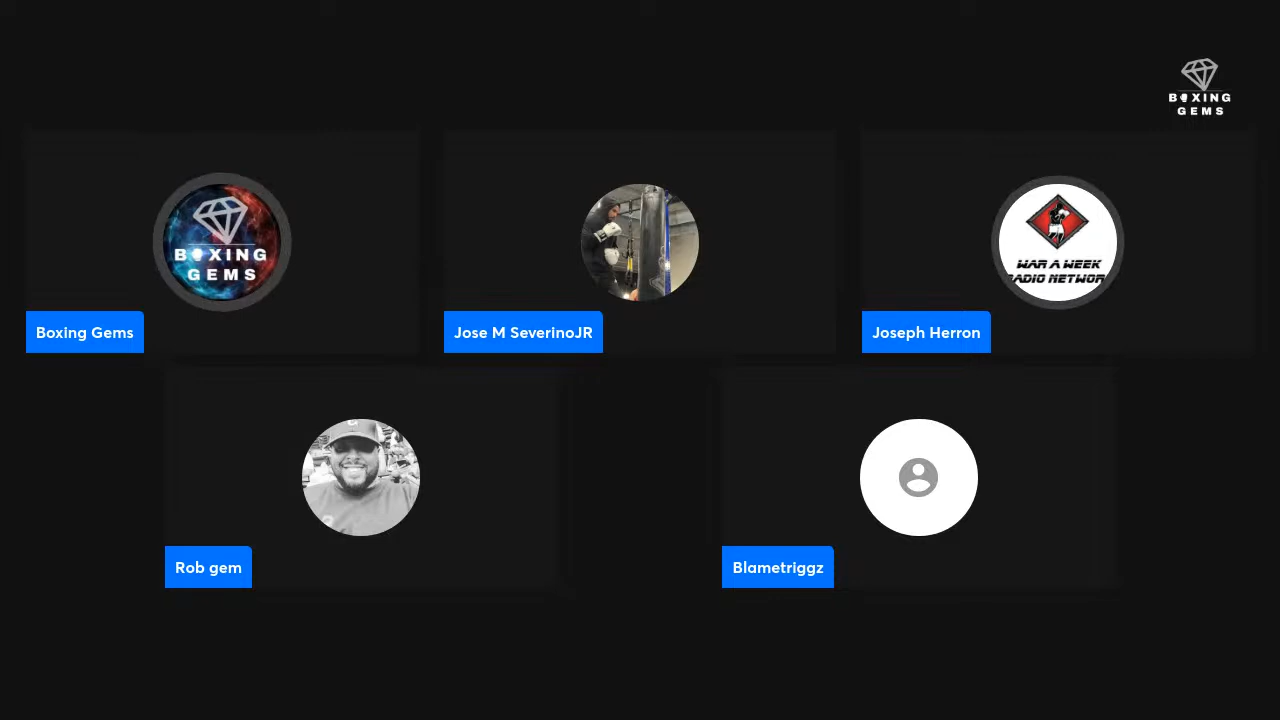 BOXING
GEMS
BOXING
GEMS
WAR A WEEK
RADIO NETWORK
Boxing Gems
Jose M SeverinoJR
Joseph Herron
Rob gem
Blametriggz